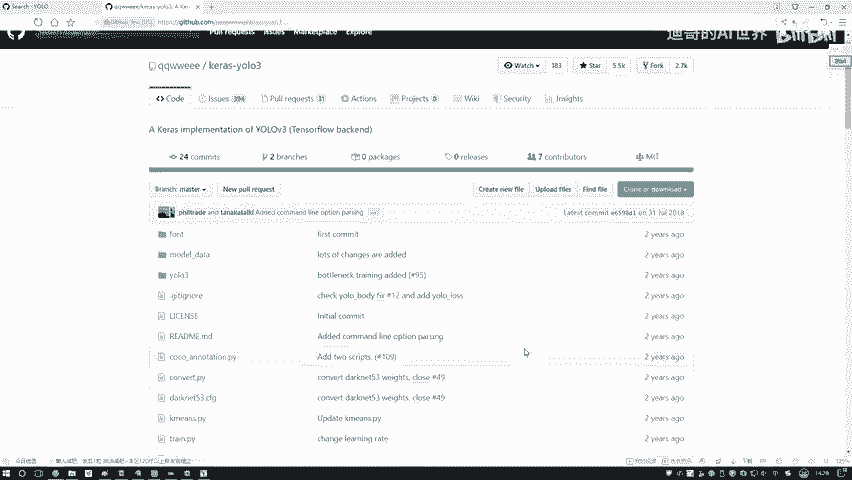 Search · YOLO
qqwweee/keras-yolo3: A Ker
https://github.com/qqwweee/keras-yolo3
Pull requests Issues Marketplace Explore
迪哥的AI世界 bilibili
qqwweee / keras-yolo3
Watch 183 Star 5.5k Fork 2.7k
Code Issues 394 Pull requests 31 Actions Projects 0 Wiki Security Insights
A Keras implementation of YOLOv3 (Tensorflow backend)
24 commits 2 branches 0 packages 0 releases 7 contributors MIT
Branch: master New pull request Create new file Upload files Find file Clone or download
philtrade and tanakataiki Added command line option parsing Latest commit e6598d1 on 31 Jul 2018
font first commit 2 years ago
model_data lots of changes are added 2 years ago
yolo3 bottleneck training added (#95) 2 years ago
.gitignore check yolo_body fix #12 and add yolo_loss 2 years ago
LICENSE Initial commit 2 years ago
README.md Added command line option parsing 2 years ago
coco_annotation.py Add two scripts. (#109) 2 years ago
convert.py convert darknet53 weights, close #49 2 years ago
darknet53.cfg convert darknet53 weights, close #49 2 years ago
kmeans.py Update kmeans.py 2 years ago
train.py change learning rate 2 years ago
125%
14:26